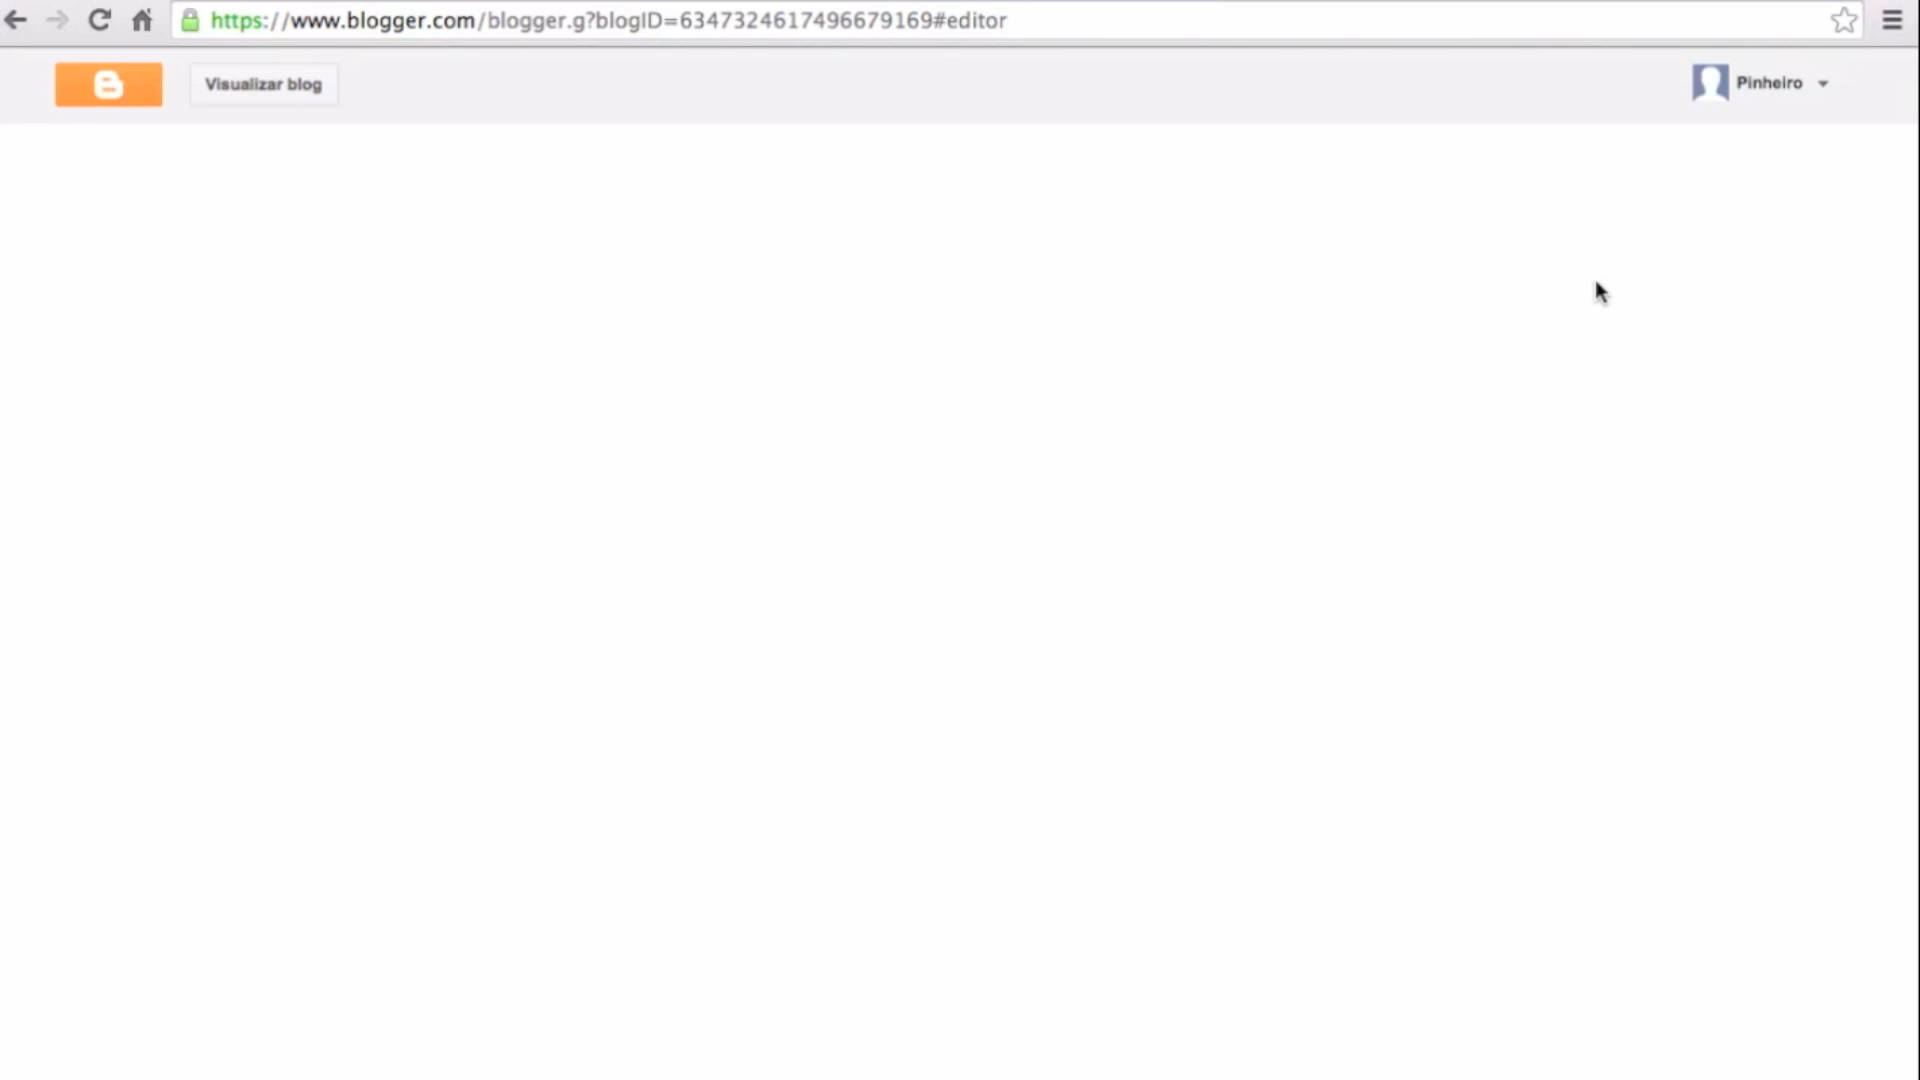 https://www.blogger.com/blogger.g?blogID=6347324617496679169#editor
Visualizar blog
Pinheiro